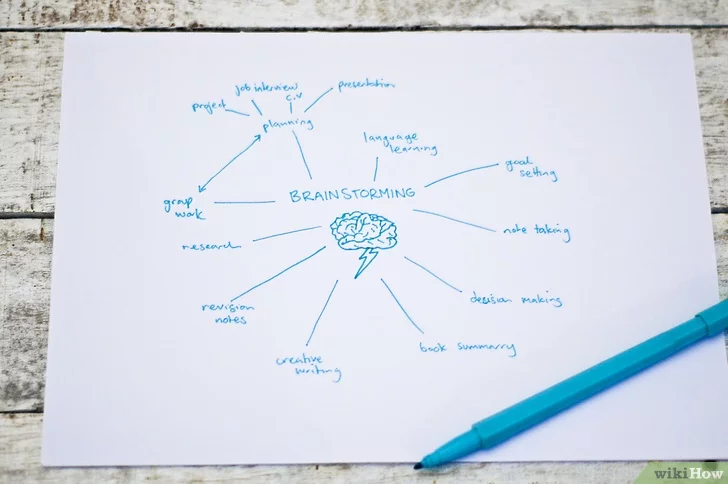 job interview
c.v
presentation
project
planning
language
learning
goal
setting
group
work
BRAINSTORMING
note taking
research
decision making
revision
notes
book summarry
creative
writing
wikiHow